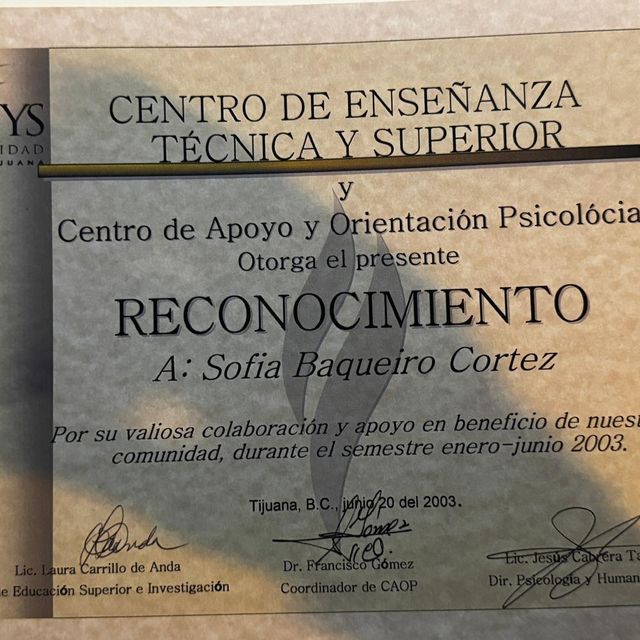 YS
IDAD
JUANA
CENTRO DE ENSEÑANZA
TÉCNICA Y SUPERIOR
y
Centro de Apoyo y Orientación Psicolócia
Otorga el presente
RECONOCIMIENTO
A: Sofia Baqueiro Cortez
Por su valiosa colaboración y apoyo en beneficio de nuest
comunidad, durante el semestre enero-junio 2003.
Tijuana, B.C., junio 20 del 2003.
Lic. Laura Carrillo de Anda
e Educación Superior e Investigación
Dr. Francisco Gómez
Coordinador de CAOP
Lic. Jesús Cabrera Ta
Dir. Psicología y Human